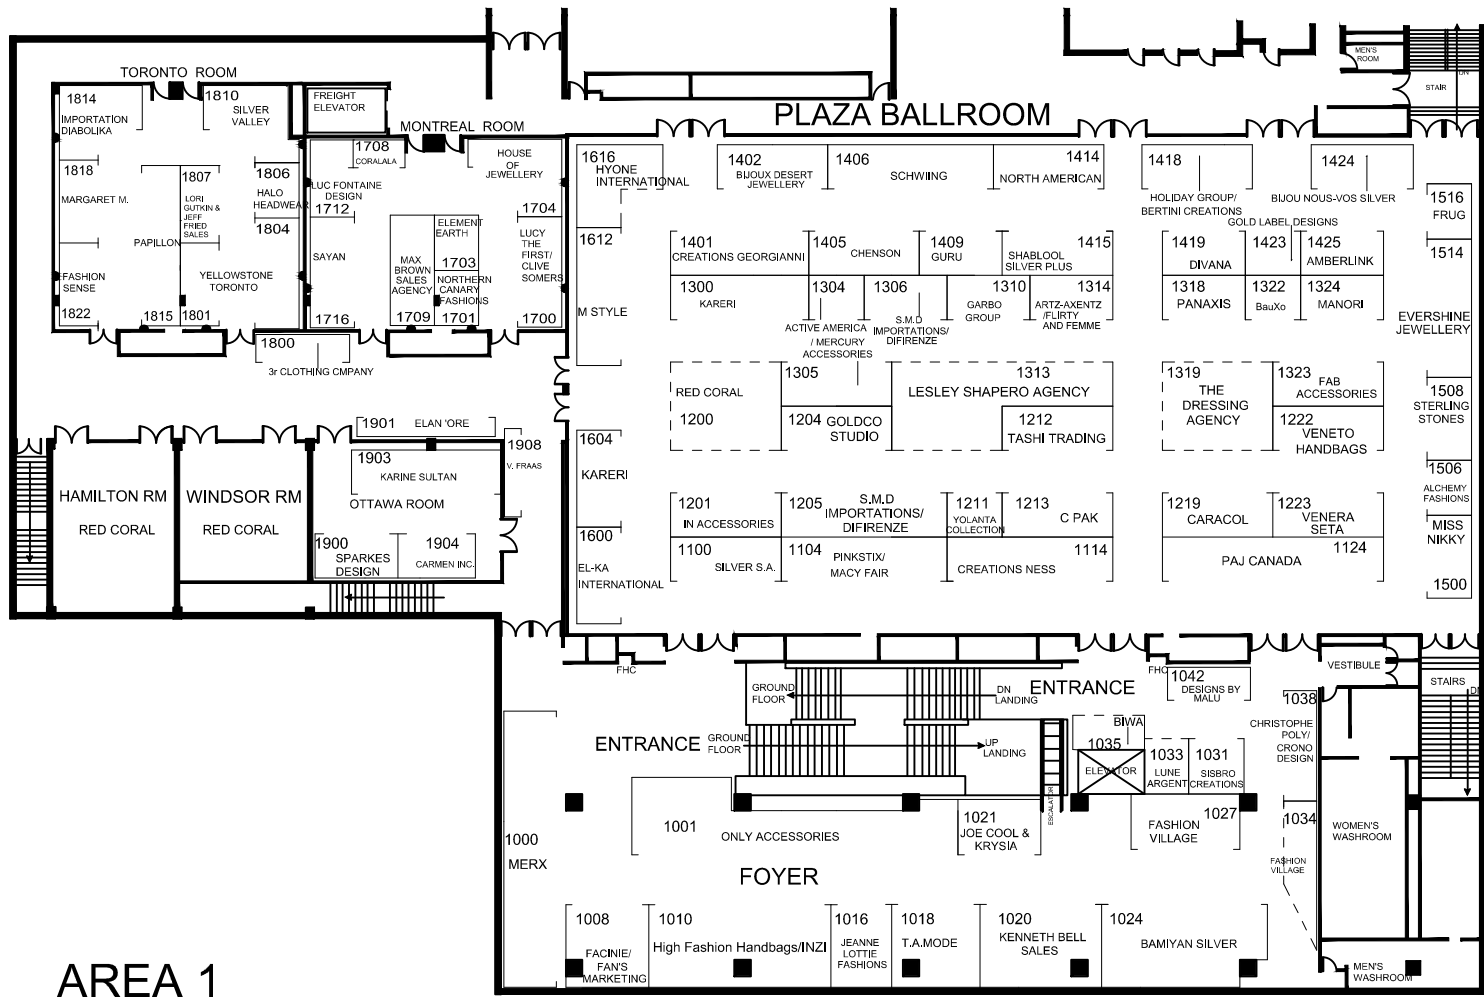 MEN'S
ROOM
STAIR
DN
TORONTO ROOM
1814
IMPORTATION
DIABOLIKA
1810
SILVER
VALLEY
1818
MARGARET M.
1807
LORI
GUTKIN &
JEFF
FRIED
SALES
1806
HALO
HEADWEAR
1804
PAPILLON
FASHION
SENSE
YELLOWSTONE
TORONTO
1822
1815
1801
1800
3r CLOTHING CMPANY
FREIGHT
ELEVATOR
MONTREAL ROOM
1708
CORALALA
HOUSE
OF
JEWELLERY
LUC FONTAINE
DESIGN
1712
1704
ELEMENT
EARTH
LUCY
THE
FIRST/
CLIVE
SOMERS
SAYAN
MAX
BROWN
SALES
AGENCY
1703
NORTHERN
CANARY
FASHIONS
1716
1709
1701
1700
PLAZA BALLROOM
1616
HYONE
INTERNATIONAL
1402
BIJOUX DESERT
JEWELLERY
1406
SCHWIING
1414
NORTH AMERICAN
1418
HOLIDAY GROUP/
BERTINI CREATIONS
1424
BIJOU NOUS-VOS SILVER
1516
FRUG
GOLD LABEL DESIGNS
1612
M STYLE
1401
CREATIONS GEORGIANNI
1405
CHENSON
1409
GURU
1415
SHABLOOL
SILVER PLUS
1419
DIVANA
1423
1425
AMBERLINK
1514
EVERSHINE
JEWELLERY
1300
KARERI
1304
ACTIVE AMERICA
/ MERCURY
ACCESSORIES
1306
S.M.D
IMPORTATIONS/
DIFIRENZE
1310
GARBO
GROUP
1314
ARTZ-AXENTZ
/FLIRTY
AND FEMME
1318
PANAXIS
1322
BauXo
1324
MANORI
RED CORAL
1200
1305
1204
GOLDCO
STUDIO
1313
LESLEY SHAPERO AGENCY
1212
TASHI TRADING
1319
THE
DRESSING
AGENCY
1323
FAB
ACCESSORIES
1222
VENETO
HANDBAGS
1508
STERLING
STONES
1901
ELAN 'ORE
1908
V. FRAAS
1604
KARERI
1506
ALCHEMY
FASHIONS
1903
KARINE SULTAN
OTTAWA ROOM
HAMILTON RM
RED CORAL
WINDSOR RM
RED CORAL
1900
SPARKES
DESIGN
1904
CARMEN INC.
1600
EL-KA
INTERNATIONAL
1201
IN ACCESSORIES
1205
S.M.D
IMPORTATIONS/
DIFIRENZE
1211
YOLANTA
COLLECTION
1213
C PAK
1219
CARACOL
1223
VENERA
SETA
MISS
NIKKY
1500
1100
SILVER S.A.
1104
PINKSTIX/
MACY FAIR
1114
CREATIONS NESS
1124
PAJ CANADA
FHC
FHC
VESTIBULE
STAIRS
DN
GROUND
FLOOR
DN
LANDING
ENTRANCE
1042
DESIGNS BY
MALU
1038
CHRISTOPHE
POLY/
CRONO
DESIGN
ENTRANCE
GROUND
FLOOR
UP
LANDING
BIWA
1035
ELEVATOR
1033
LUNE
ARGENT
1031
SISBRO
CREATIONS
ESCALATOR
1000
MERX
1001
ONLY ACCESSORIES
1021
JOE COOL &
KRYSIA
1027
FASHION
VILLAGE
1034
FASHION
VILLAGE
WOMEN'S
WASHROOM
FOYER
1008
FACINIE/
FAN'S
MARKETING
1010
High Fashion Handbags/INZI
1016
JEANNE
LOTTIE
FASHIONS
1018
T.A.MODE
1020
KENNETH BELL
SALES
1024
BAMIYAN SILVER
MEN'S
WASHROOM
AREA 1